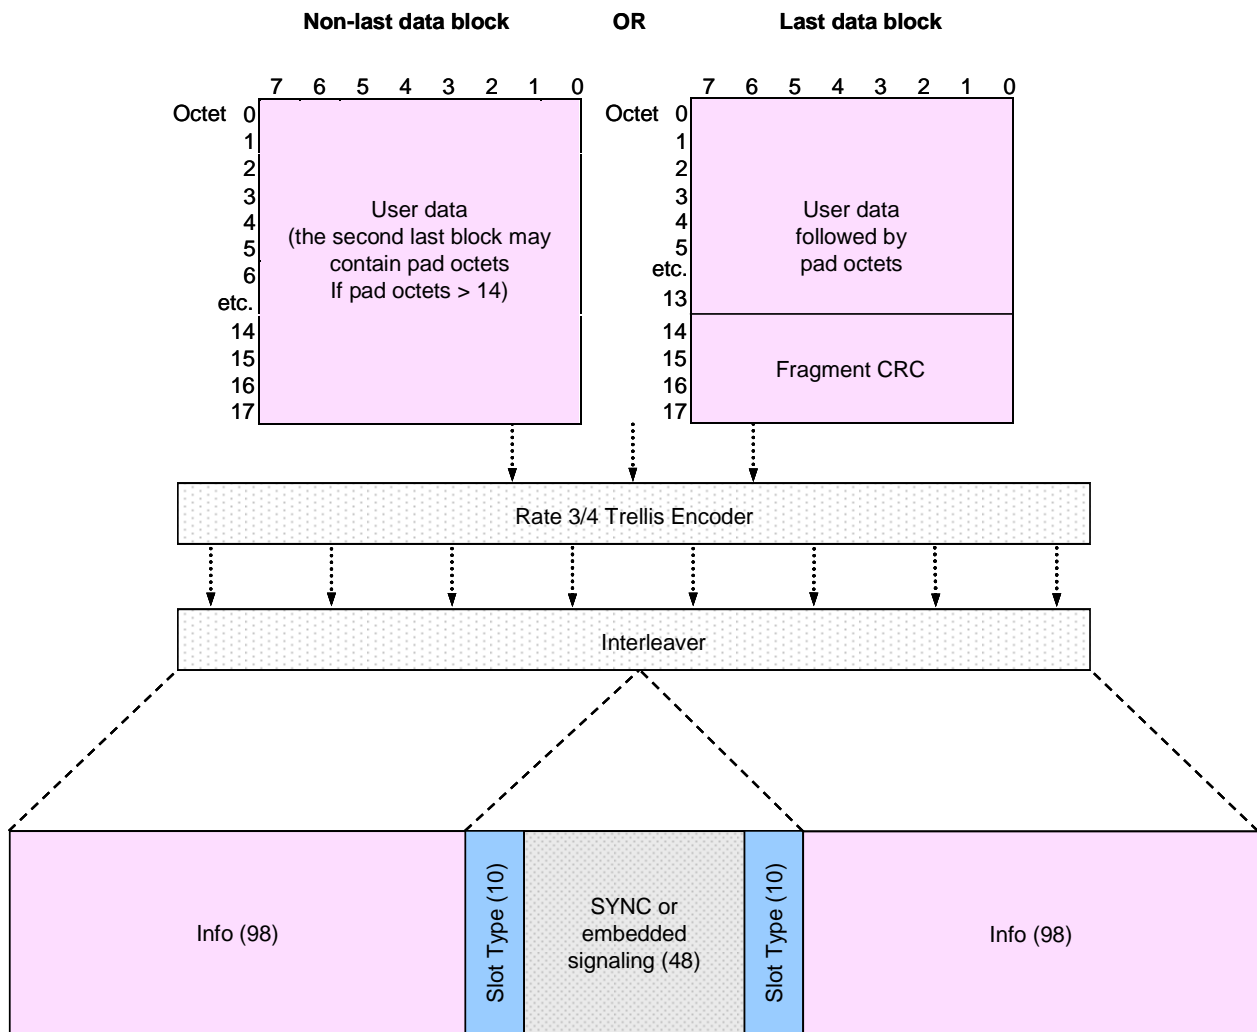 Non-last data block OR Last data block
7 6 5 4 3 2 1 0
7 6 5 4 3 2 1 0
Octet 0
1
2
3
4
5
6
etc.
14
15
16
17
User data
(the second last block may
contain pad octets
If pad octets > 14)
Octet 0
1
2
3
4
5
etc.
13
14
15
16
17
User data
followed by
pad octets
Fragment CRC
Rate 3/4 Trellis Encoder
Interleaver
Info (98)
Slot Type (10)
SYNC or
embedded
signaling (48)
Slot Type (10)
Info (98)